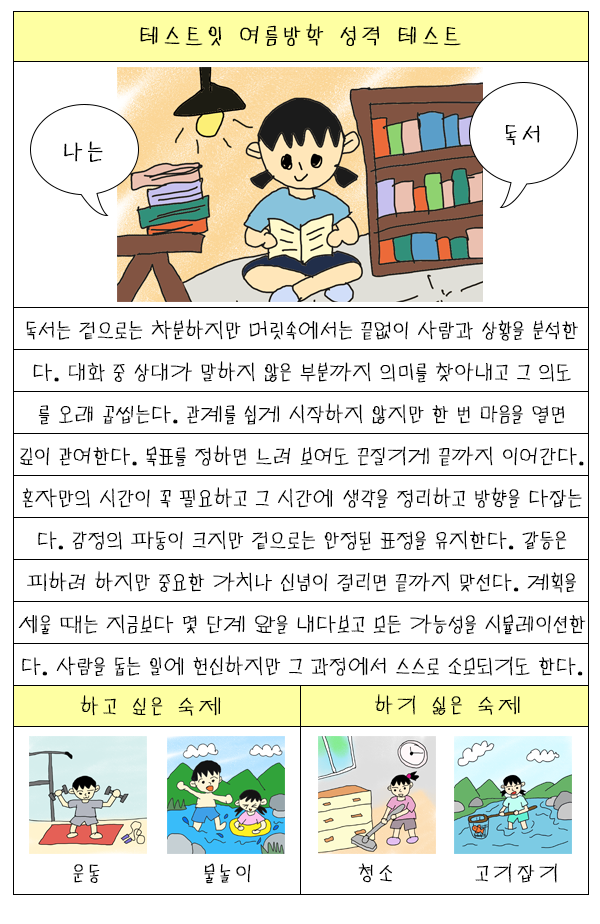 테스트잇 여름방학 성격 테스트
나는
독서
독서는 겉으로는 차분하지만 머릿속에서는 끝없이 사람과 상황을 분석한
다. 대화 중 상대가 말하지 않은 부분까지 의미를 찾아내고 그 의도
를 오래 곱씹는다. 관계를 쉽게 시작하지 않지만 한 번 마음을 열면
깊이 관여한다. 목표를 정하면 느려 보여도 끈질기게 끝까지 이어간다.
혼자만의 시간이 꼭 필요하고 그 시간에 생각을 정리하고 방향을 다잡는
다. 감정의 파동이 크지만 겉으로는 안정된 표정을 유지한다. 갈등은
피하려 하지만 중요한 가치나 신념이 걸리면 끝까지 맞선다. 계획을
세울 때는 지금보다 몇 단계 앞을 내다보고 모든 가능성을 시뮬레이션한
다. 사람을 돕는 일에 헌신하지만 그 과정에서 스스로 소모되기도 한다.
하고 싶은 숙제
하기 싫은 숙제
운동
물놀이
청소
고기잡기